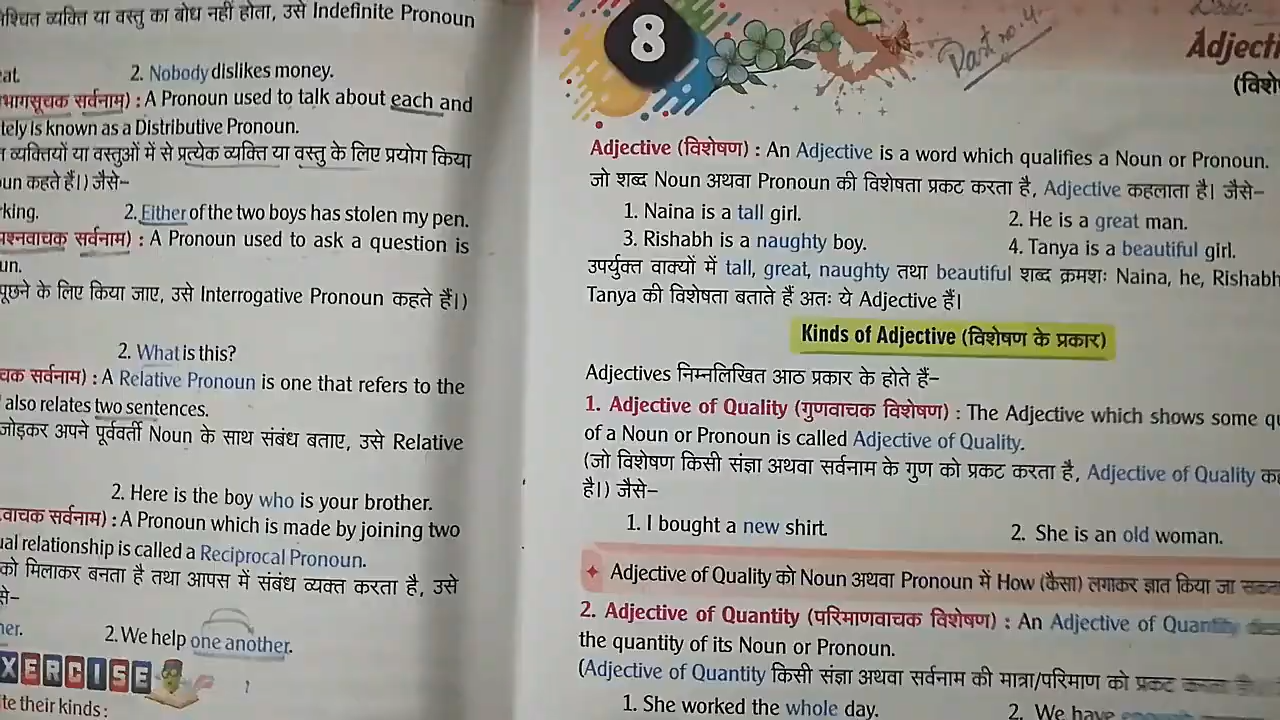 श्चित व्यक्ति या वस्तु का बोध नहीं होता, उसे Indefinite Pronoun
eat. 2. Nobody dislikes money.
भागसूचक सर्वनाम) : A Pronoun used to talk about each and
tely is known as a Distributive Pronoun.
व्यक्तियों या वस्तुओं में से प्रत्येक व्यक्ति या वस्तु के लिए प्रयोग किया
oun कहते हैं।) जैसे–
rking. 2. Either of the two boys has stolen my pen.
प्रश्नवाचक सर्वनाम) : A Pronoun used to ask a question is
un.
पूछने के लिए किया जाए, उसे Interrogative Pronoun कहते हैं।)
2. What is this?
चक सर्वनाम) : A Relative Pronoun is one that refers to the
also relates two sentences.
जोड़कर अपने पूर्ववर्ती Noun के साथ संबंध बताए, उसे Relative
2. Here is the boy who is your brother.
वाचक सर्वनाम) : A Pronoun which is made by joining two
ual relationship is called a Reciprocal Pronoun.
को मिलाकर बनता है तथा आपस में संबंध व्यक्त करता है, उसे
से–
her. 2. We help one another.
XERCISE
te their kinds :
8
Part no. 4
Adjecti
(विशे
Adjective (विशेषण) : An Adjective is a word which qualifies a Noun or Pronoun.
जो शब्द Noun अथवा Pronoun की विशेषता प्रकट करता है, Adjective कहलाता है। जैसे–
1. Naina is a tall girl. 2. He is a great man.
3. Rishabh is a naughty boy. 4. Tanya is a beautiful girl.
उपर्युक्त वाक्यों में tall, great, naughty तथा beautiful शब्द क्रमशः Naina, he, Rishabh
Tanya की विशेषता बताते हैं अतः ये Adjective हैं।
Kinds of Adjective (विशेषण के प्रकार)
Adjectives निम्नलिखित आठ प्रकार के होते हैं–
1. Adjective of Quality (गुणवाचक विशेषण) : The Adjective which shows some qu
of a Noun or Pronoun is called Adjective of Quality.
(जो विशेषण किसी संज्ञा अथवा सर्वनाम के गुण को प्रकट करता है, Adjective of Quality कह
है।) जैसे–
1. I bought a new shirt. 2. She is an old woman.
✦ Adjective of Quality को Noun अथवा Pronoun में How (कैसा) लगाकर ज्ञात किया जा
2. Adjective of Quantity (परिमाणवाचक विशेषण) : An Adjective of Quantity
the quantity of its Noun or Pronoun.
(Adjective of Quantity किसी संज्ञा अथवा सर्वनाम की मात्रा/परिमाण को प्रकट
1. She worked the whole day. 2. We have